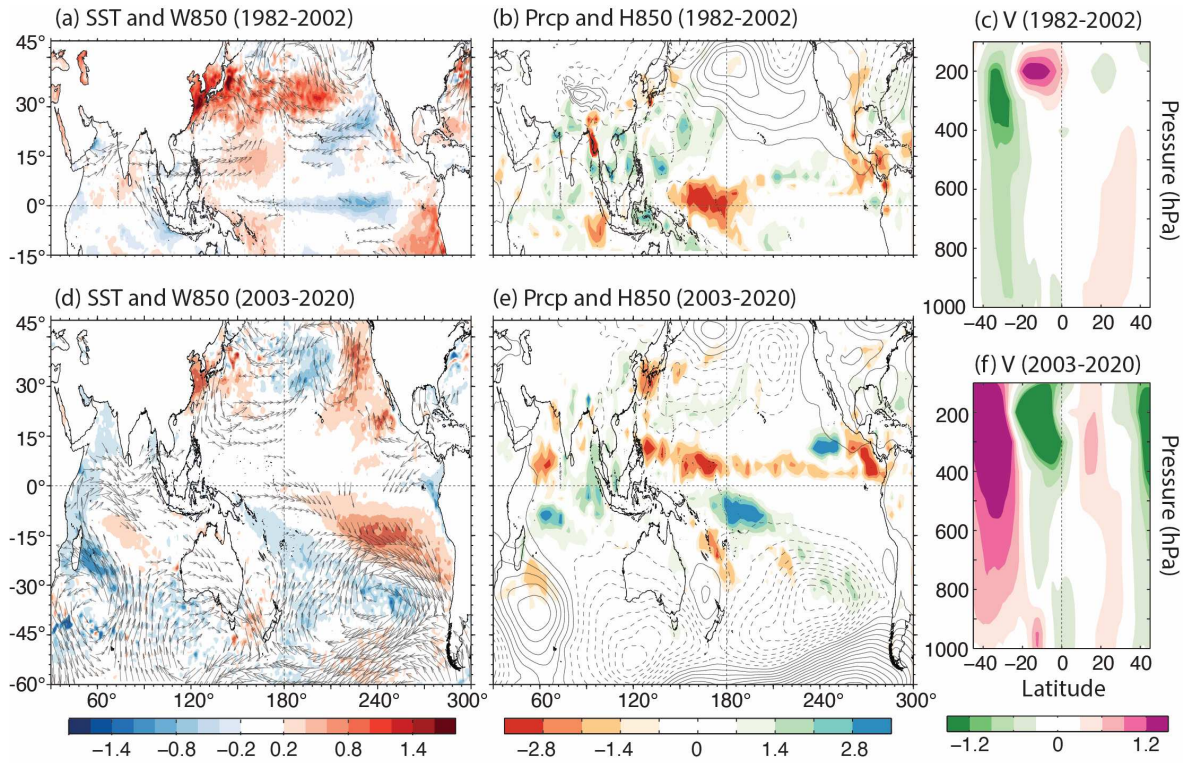 (a) SST and W850 (1982-2002)
(b) Prcp and H850 (1982-2002)
(c) V (1982-2002)
45°
30°
15°
0°
-15°
200
400
600
800
1000
Pressure (hPa)
−40 −20 0 20 40
(d) SST and W850 (2003-2020)
(e) Prcp and H850 (2003-2020)
(f) V (2003-2020)
45°
30°
15°
0°
-15°
-30°
-45°
-60°
60 120 180 240 300
60 120 180 240 300°
200
400
600
800
1000
Pressure (hPa)
−40 −20 0 20 40
Latitude
−1.4 −0.8 −0.2 0.2 0.8 1.4
−2.8 −1.4 0 1.4 2.8
−1.2 0 1.2